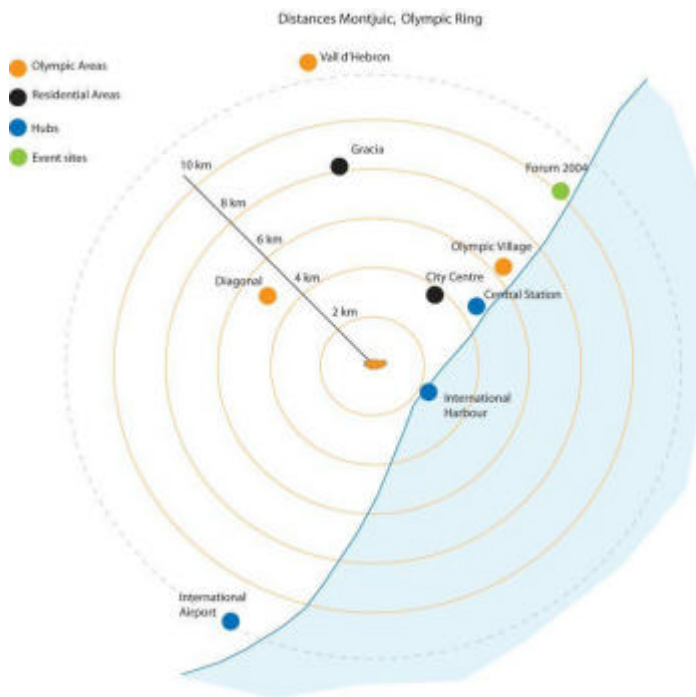 Distances Montjuic, Olympic Ring
Vall d'Hebron
Olympic Areas
Residential Areas
Hubs
Event sites
Gracia
10 km
Forum 2004
8 km
6 km
Olympic Village
Diagonal
4 km
City Centre
Central Station
2 km
International
Harbour
International
Airport